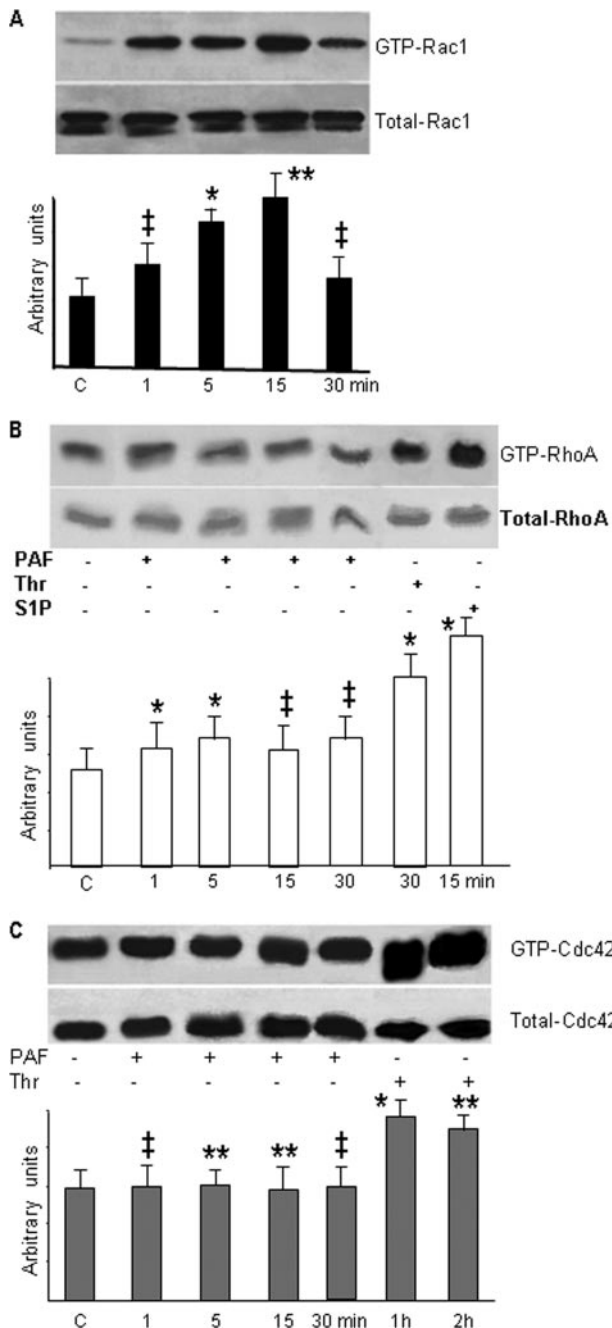 A
GTP-Rac1
Total-Rac1
Arbitrary units
‡ * ** ‡
C 1 5 15 30 min
B
GTP-RhoA
Total-RhoA
PAF - + + + + - -
Thr - - - - - + -
S1P - - - - - - +
Arbitrary units
* * ‡ ‡ * *
C 1 5 15 30 30 15 min
C
GTP-Cdc42
Total-Cdc42
PAF - + + + + - -
Thr - - - - - + +
Arbitrary units
‡ ** ** ‡ * **
C 1 5 15 30 min 1h 2h